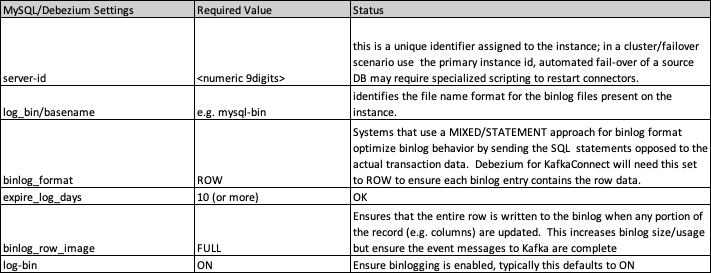 MySQL/Debezium Settings Required Value Status
this is a unique identifier assigned to the instance; in a cluster/failover
scenario use the primary instance id, automated fail-over of a source
server-id <numeric 9digits> DB may require specialized scripting to restart connectors.
identifies the file name format for the binlog files present on the
log_bin/basename e.g. mysql-bin instance.
Systems that use a MIXED/STATEMENT approach for binlog format
optimize binlog behavior by sending the SQL statements opposed to the
actual transaction data. Debezium for KafkaConnect will need this set
binlog_format ROW to ROW to ensure each binlog entry contains the row data.
expire_log_days 10 (or more) OK
Ensures that the entire row is written to the binlog when any portion of
the record (e.g. columns) are updated. This increases binlog size/usage
binlog_row_image FULL but ensure the event messages to Kafka are complete
log-bin ON Ensure binlogging is enabled, typically this defaults to ON